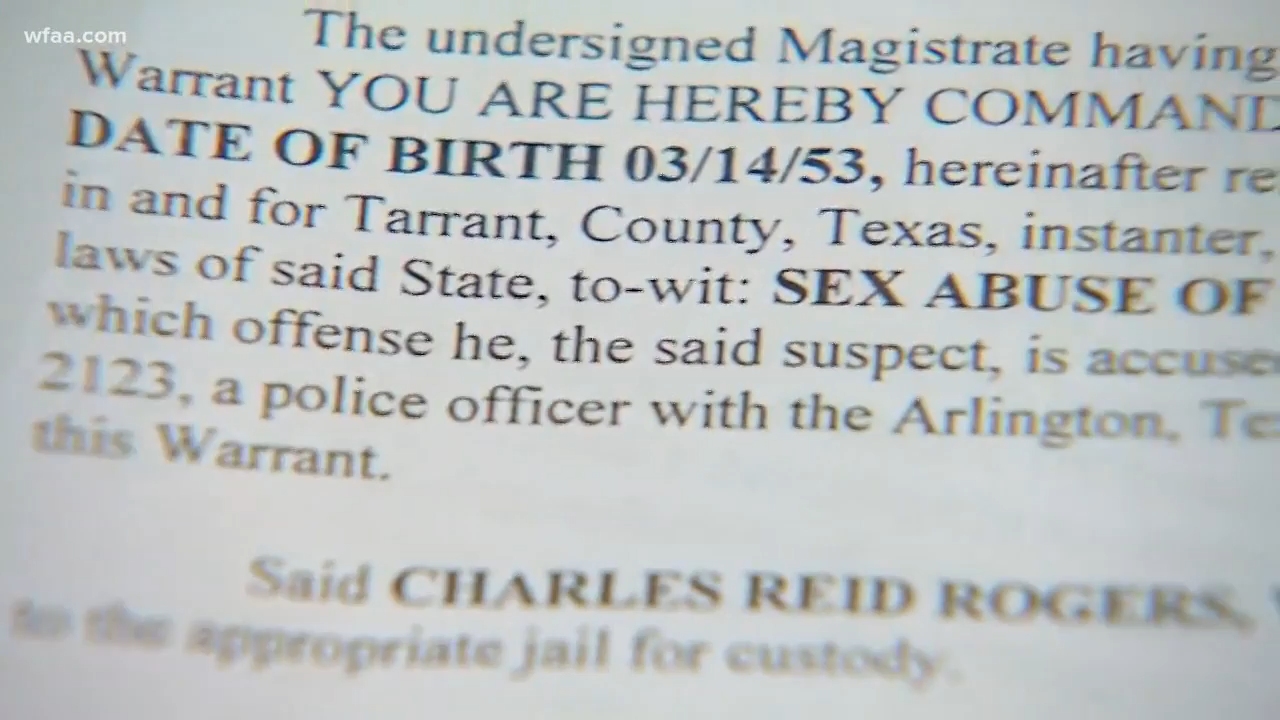 wfaa.com
The undersigned Magistrate having
Warrant YOU ARE HEREBY COMMAND
DATE OF BIRTH 03/14/53, hereinafter re
in and for Tarrant, County, Texas, instanter,
laws of said State, to-wit: SEX ABUSE OF
which offense he, the said suspect, is accuse
2123, a police officer with the Arlington, Te
this Warrant.
Said CHARLES REID ROGERS,
to the appropriate jail for custody.